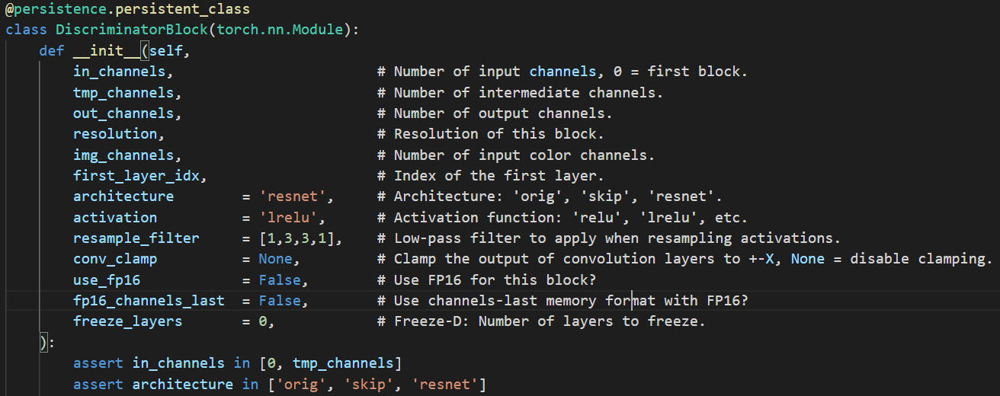 @persistence.persistent_class
class DiscriminatorBlock(torch.nn.Module):
    def __init__(self,
        in_channels,                        # Number of input channels, 0 = first block.
        tmp_channels,                       # Number of intermediate channels.
        out_channels,                       # Number of output channels.
        resolution,                         # Resolution of this block.
        img_channels,                       # Number of input color channels.
        first_layer_idx,                    # Index of the first layer.
        architecture        = 'resnet',     # Architecture: 'orig', 'skip', 'resnet'.
        activation          = 'lrelu',      # Activation function: 'relu', 'lrelu', etc.
        resample_filter     = [1,3,3,1],    # Low-pass filter to apply when resampling activations.
        conv_clamp          = None,         # Clamp the output of convolution layers to +-X, None = disable clamping.
        use_fp16            = False,        # Use FP16 for this block?
        fp16_channels_last  = False,        # Use channels-last memory format with FP16?
        freeze_layers       = 0,            # Freeze-D: Number of layers to freeze.
    ):
        assert in_channels in [0, tmp_channels]
        assert architecture in ['orig', 'skip', 'resnet']